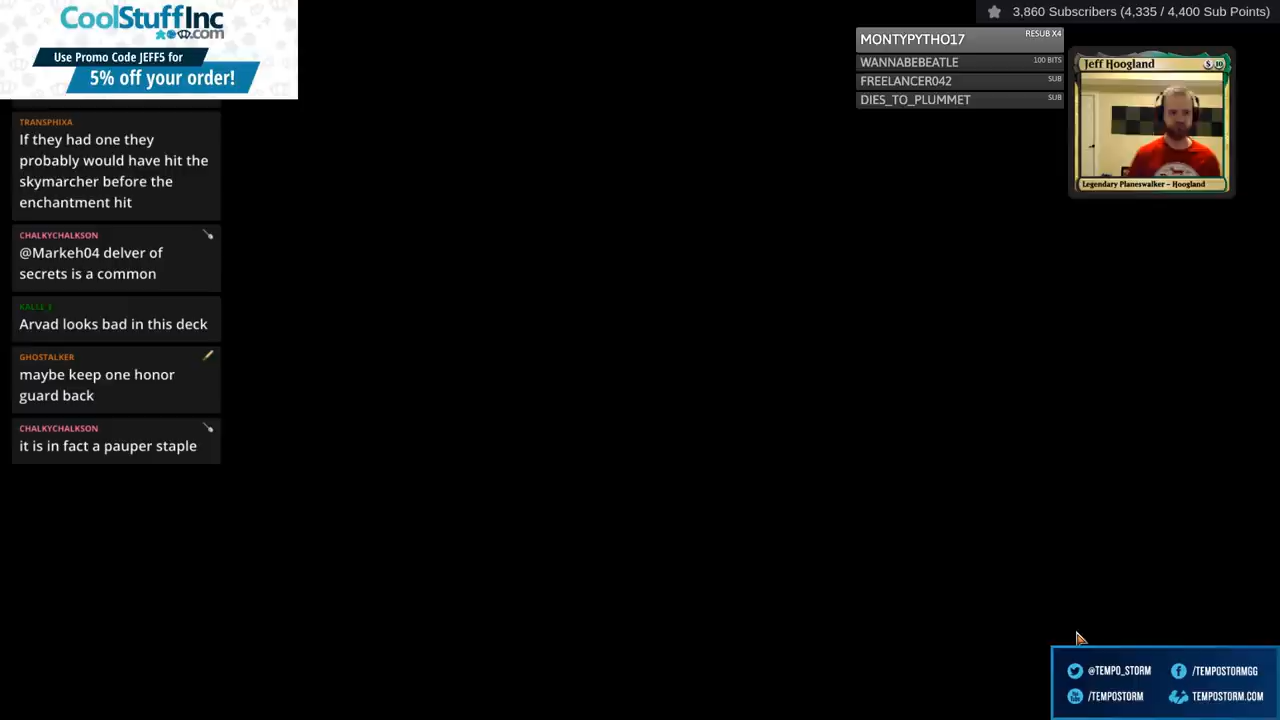 CoolStuffInc
.com
Use Promo Code JEFF5 for
5% off your order!
TRANSPHIXA
If they had one they
probably would have hit the
skymarcher before the
enchantment hit
CHALKYCHALKSON
@Markeh04 delver of
secrets is a common
KALLE_3
Arvad looks bad in this deck
GHOSTALKER
maybe keep one honor
guard back
CHALKYCHALKSON
it is in fact a pauper staple
3,860 Subscribers (4,335 / 4,400 Sub Points)
MONTYPYTHO17 RESUB X4
WANNABEBEATLE 100 BITS
FREELANCER042 SUB
DIES_TO_PLUMMET SUB
Jeff Hoogland
Legendary Planeswalker - Hoogland
@TEMPO_STORM /TEMPOSTORMGG
/TEMPOSTORM TEMPOSTORM.COM